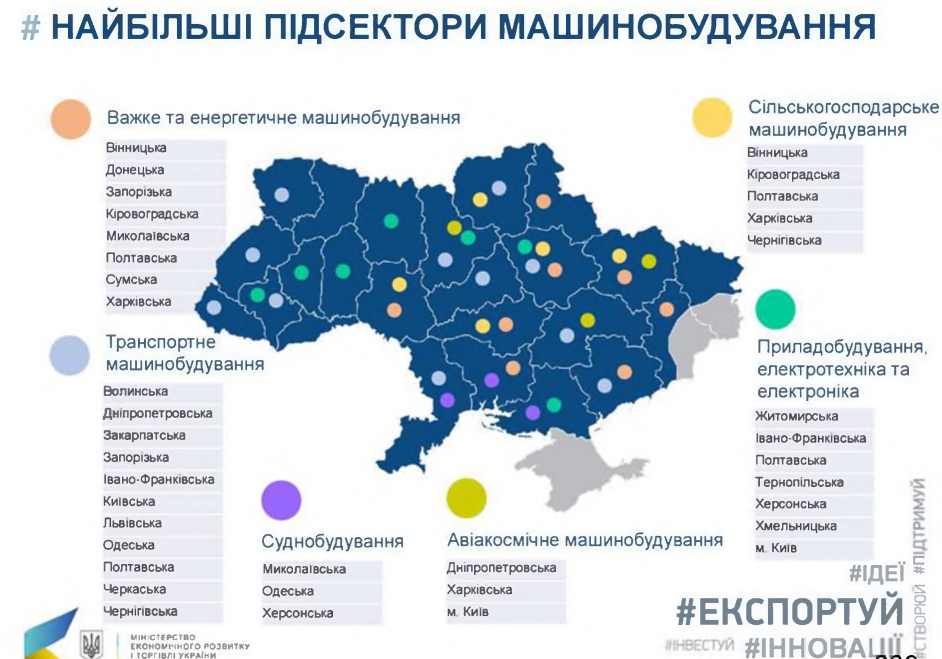 # НАЙБІЛЬШІ ПІДСЕКТОРИ МАШИНОБУДУВАННЯ
Важке та енергетичне машинобудування
Вінницька
Донецька
Запорізька
Кіровоградська
Миколаївська
Полтавська
Сумська
Харківська
Сільськогосподарське
машинобудування
Вінницька
Кіровоградська
Полтавська
Харківська
Чернігівська
Транспортне
машинобудування
Волинська
Дніпропетровська
Закарпатська
Запорізька
Івано-Франківська
Київська
Львівська
Одеська
Полтавська
Черкаська
Чернігівська
Приладобудування,
електротехніка та
електроніка
Житомирська
Івано-Франківська
Полтавська
Тернопільська
Херсонська
Хмельницька
м. Київ
Суднобудування
Миколаївська
Одеська
Херсонська
Авіакосмічне машинобудування
Дніпропетровська
Харківська
м. Київ
МІНІСТЕРСТВО
ЕКОНОМІЧНОГО РОЗВИТКУ
І ТОРГІВЛІ УКРАЇНИ
#ІДЕЇ
#ЕКСПОРТУЙ
#ІНВЕСТУЙ #ІННОВАЦІЇ
#СТВОРЮЙ #ПІДТРИМУЙ